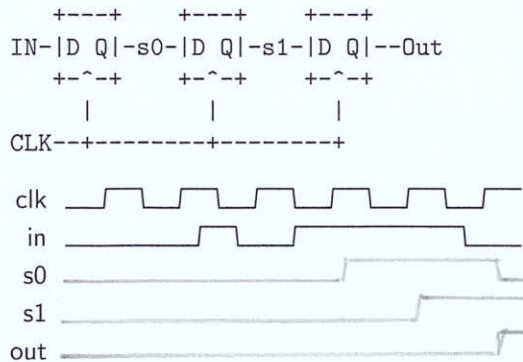 +----+ +----+ +----+
IN-|D Q|-s0-|D Q|-s1-|D Q|--Out
+-^-+ +-^-+ +-^-+
| | |
CLK--+---------+---------+
clk
in
s0
s1
out